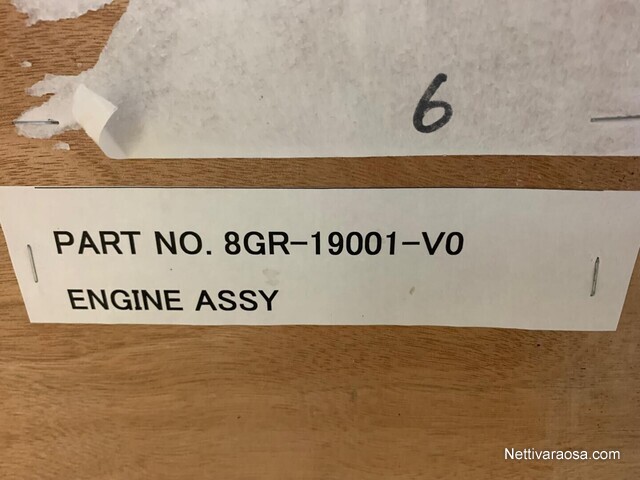 6
PART NO. 8GR-19001-V0
ENGINE ASSY
Nettivaraosa.com